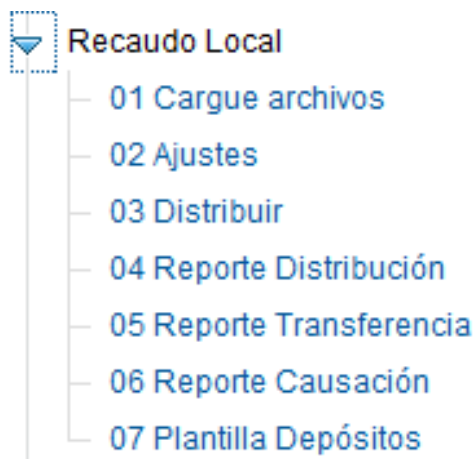 Recaudo Local
01 Cargue archivos
02 Ajustes
03 Distribuir
04 Reporte Distribución
05 Reporte Transferencia
06 Reporte Causación
07 Plantilla Depósitos